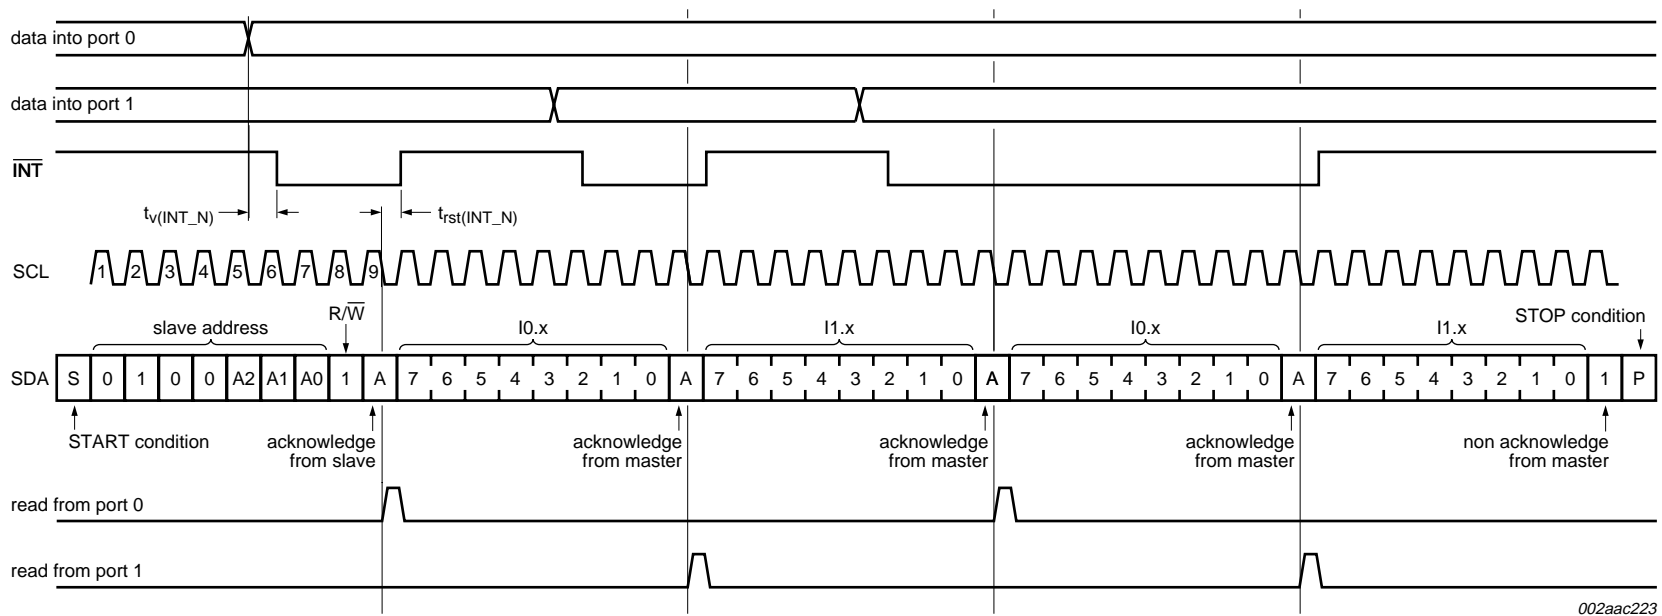 data into port 0
data into port 1
INT
tv(INT_N)
trst(INT_N)
SCL
1 2 3 4 5 6 7 8 9
R/W
slave address
I0.x
I1.x
I0.x
I1.x
STOP condition
SDA
S 0 1 0 0 A2 A1 A0 1 A 7 6 5 4 3 2 1 0 A 7 6 5 4 3 2 1 0 A 7 6 5 4 3 2 1 0 A 7 6 5 4 3 2 1 0 1 P
START condition
acknowledge
from slave
acknowledge
from master
acknowledge
from master
acknowledge
from master
non acknowledge
from master
read from port 0
read from port 1
002aac223